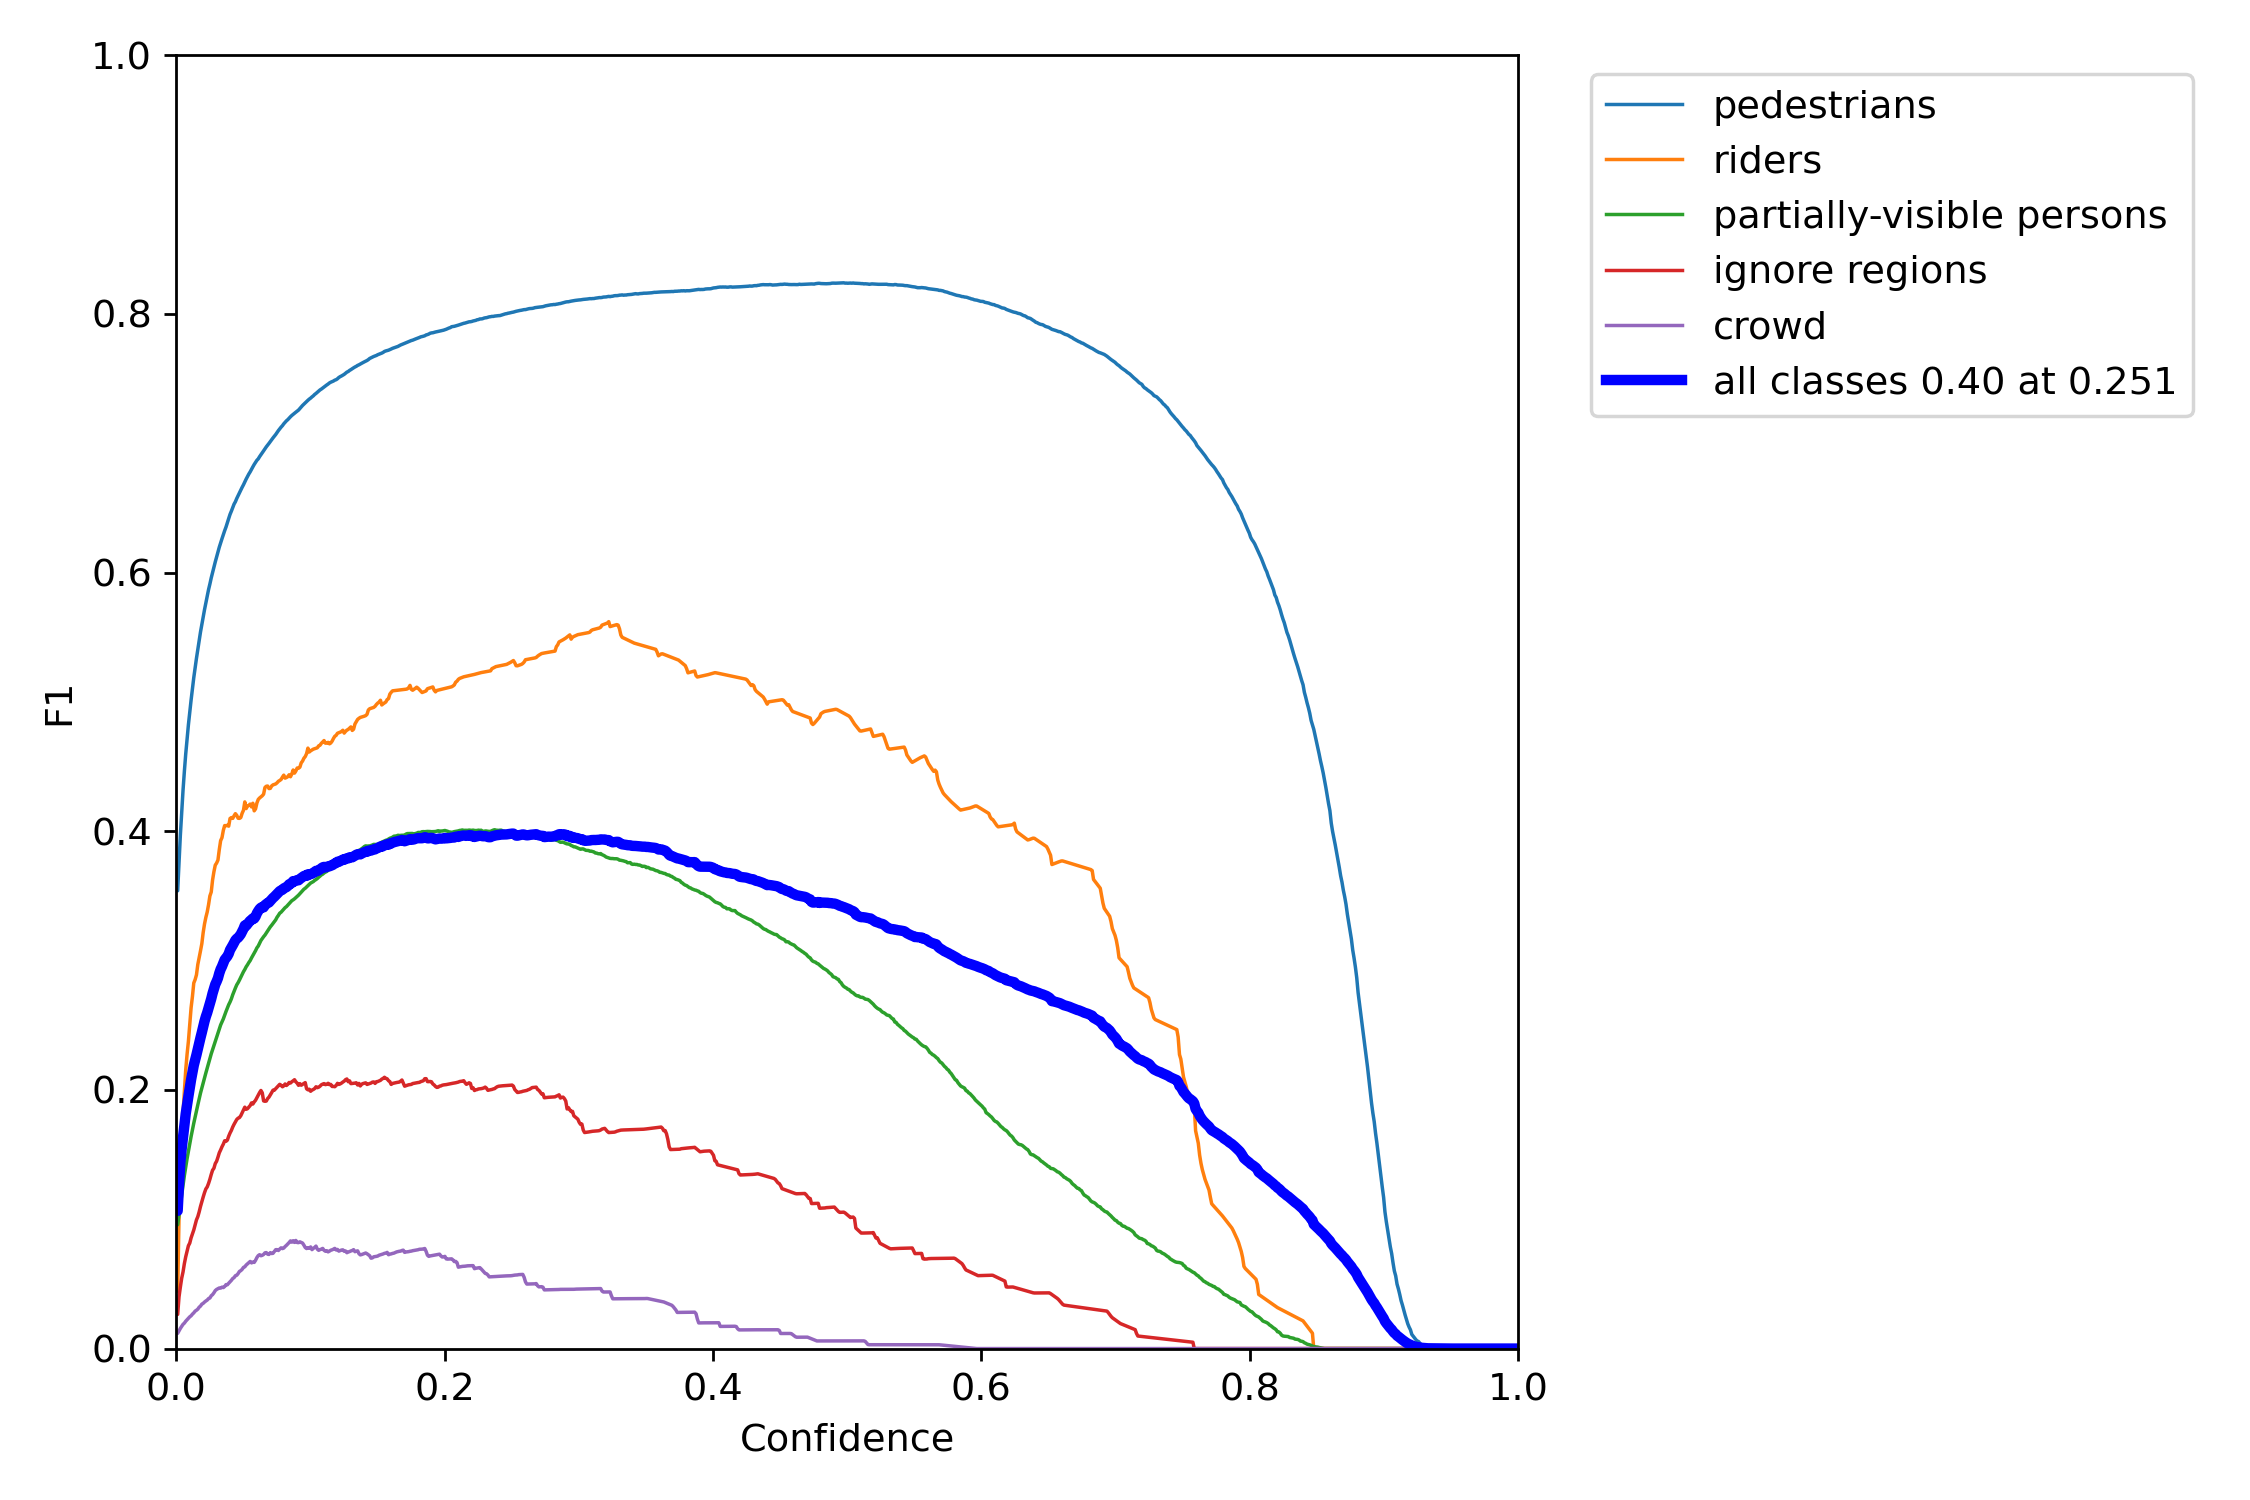 1.0
0.8
0.6
0.4
0.2
0.0
F1
0.0 0.2 0.4 0.6 0.8 1.0
Confidence
pedestrians
riders
partially-visible persons
ignore regions
crowd
all classes 0.40 at 0.251